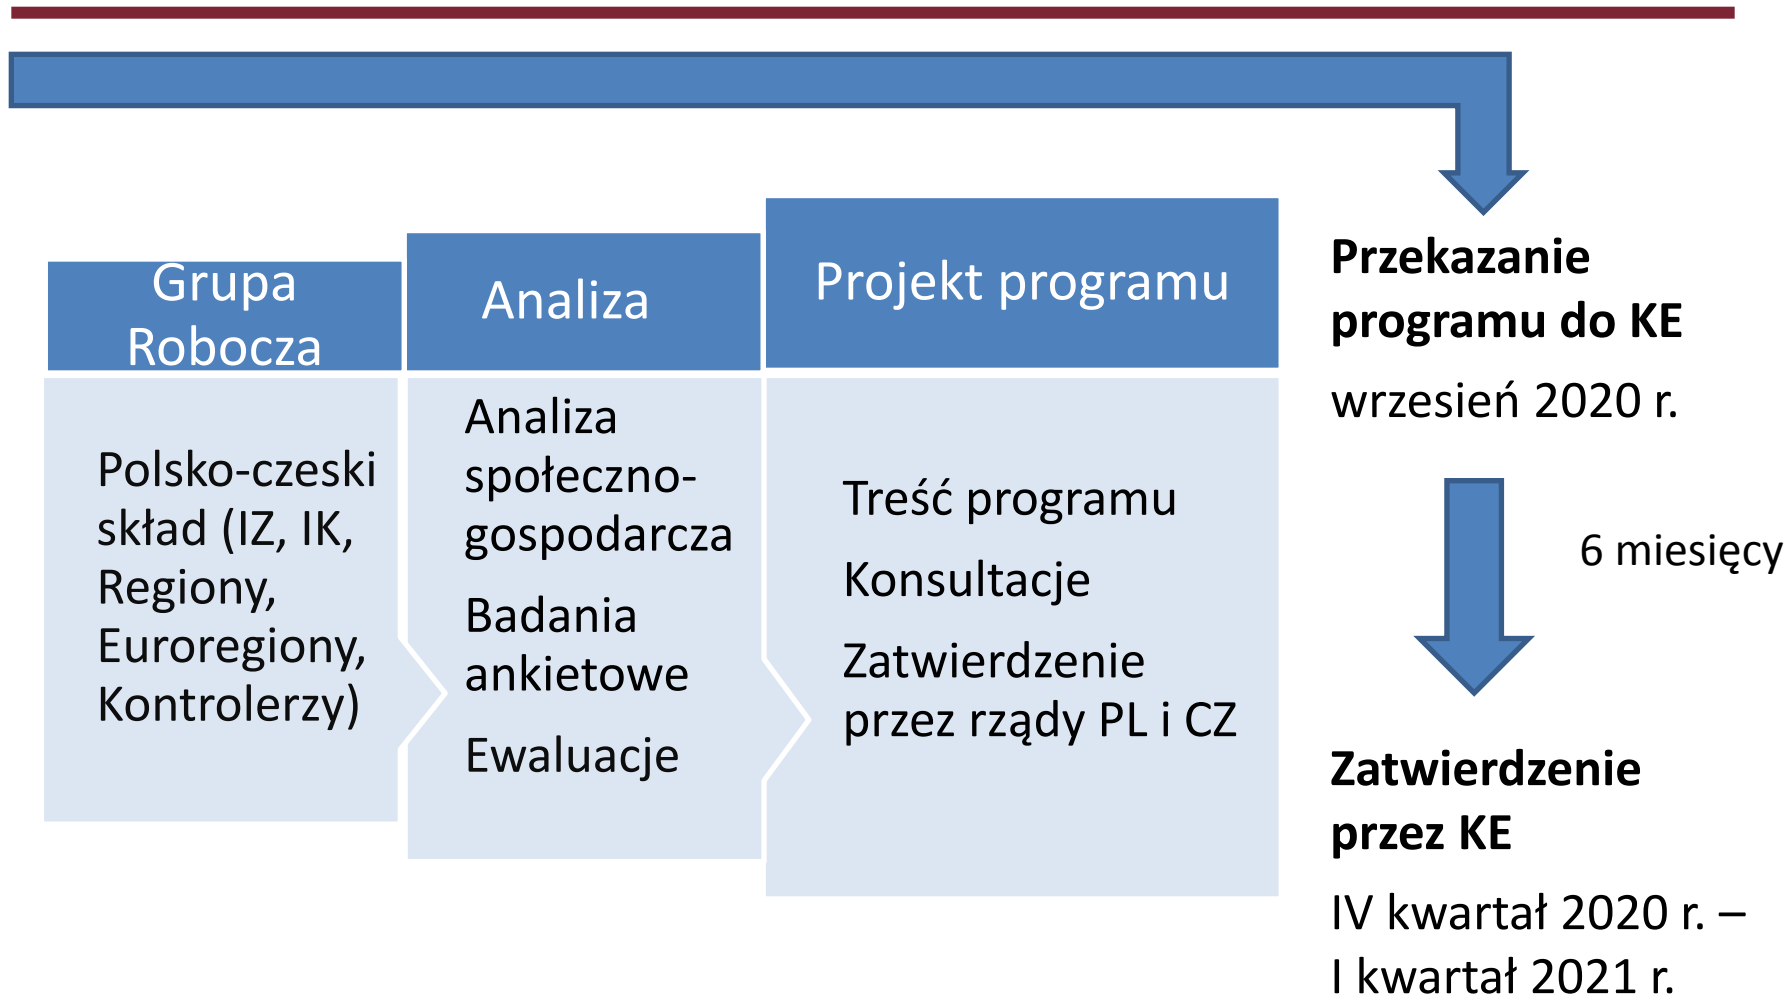 Grupa
Robocza
Polsko-czeski
skład (IZ, IK,
Regiony,
Euroregiony,
Kontrolerzy)
Analiza
Analiza
społeczno-
gospodarcza
Badania
ankietowe
Ewaluacje
Projekt programu
Treść programu
Konsultacje
Zatwierdzenie
przez rządy PL i CZ
Przekazanie
programu do KE
wrzesień 2020 r.
6 miesięcy
Zatwierdzenie
przez KE
IV kwartał 2020 r. –
I kwartał 2021 r.